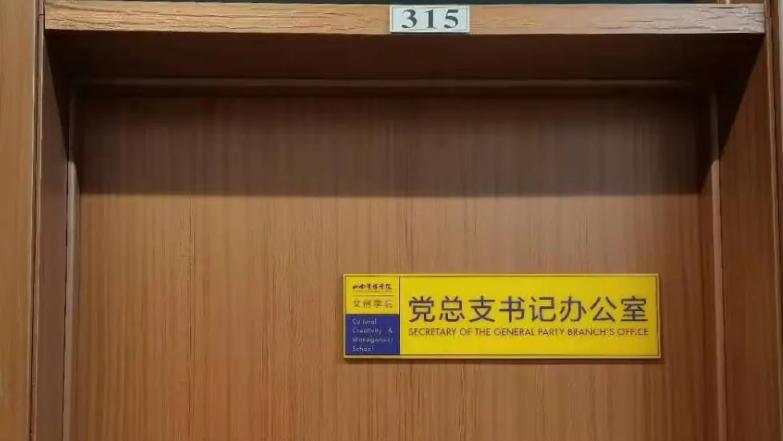 315
文创学院
Cultural
Creativity &
Management
School
党总支书记办公室
SECRETARY OF THE GENERAL PARTY BRANCH'S OFFICE